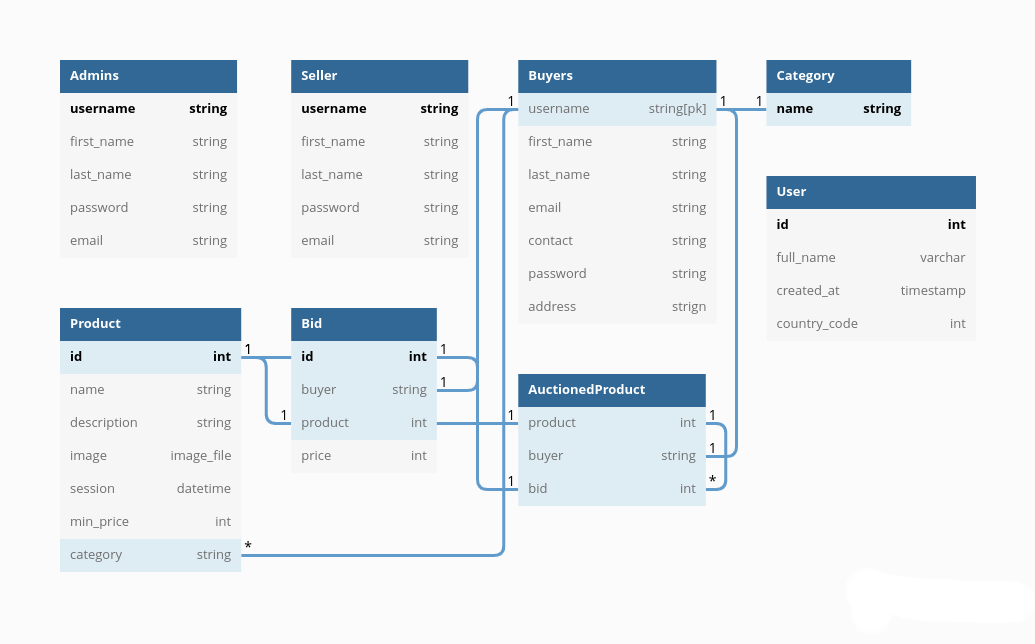 Admins
username string
first_name string
last_name string
password string
email string
Seller
username string
first_name string
last_name string
password string
email string
Buyers
1 username string[pk] 1
first_name string
last_name string
email string
contact string
password string
address strign
Category
1 name string
User
id int
full_name varchar
created_at timestamp
country_code int
Product
id int 1
name string
description string
image image_file
session datetime
min_price int
category string *
Bid
id int 1
buyer string 1
1 product int
price int
AuctionedProduct
1 product int 1
buyer string 1
1 bid int *